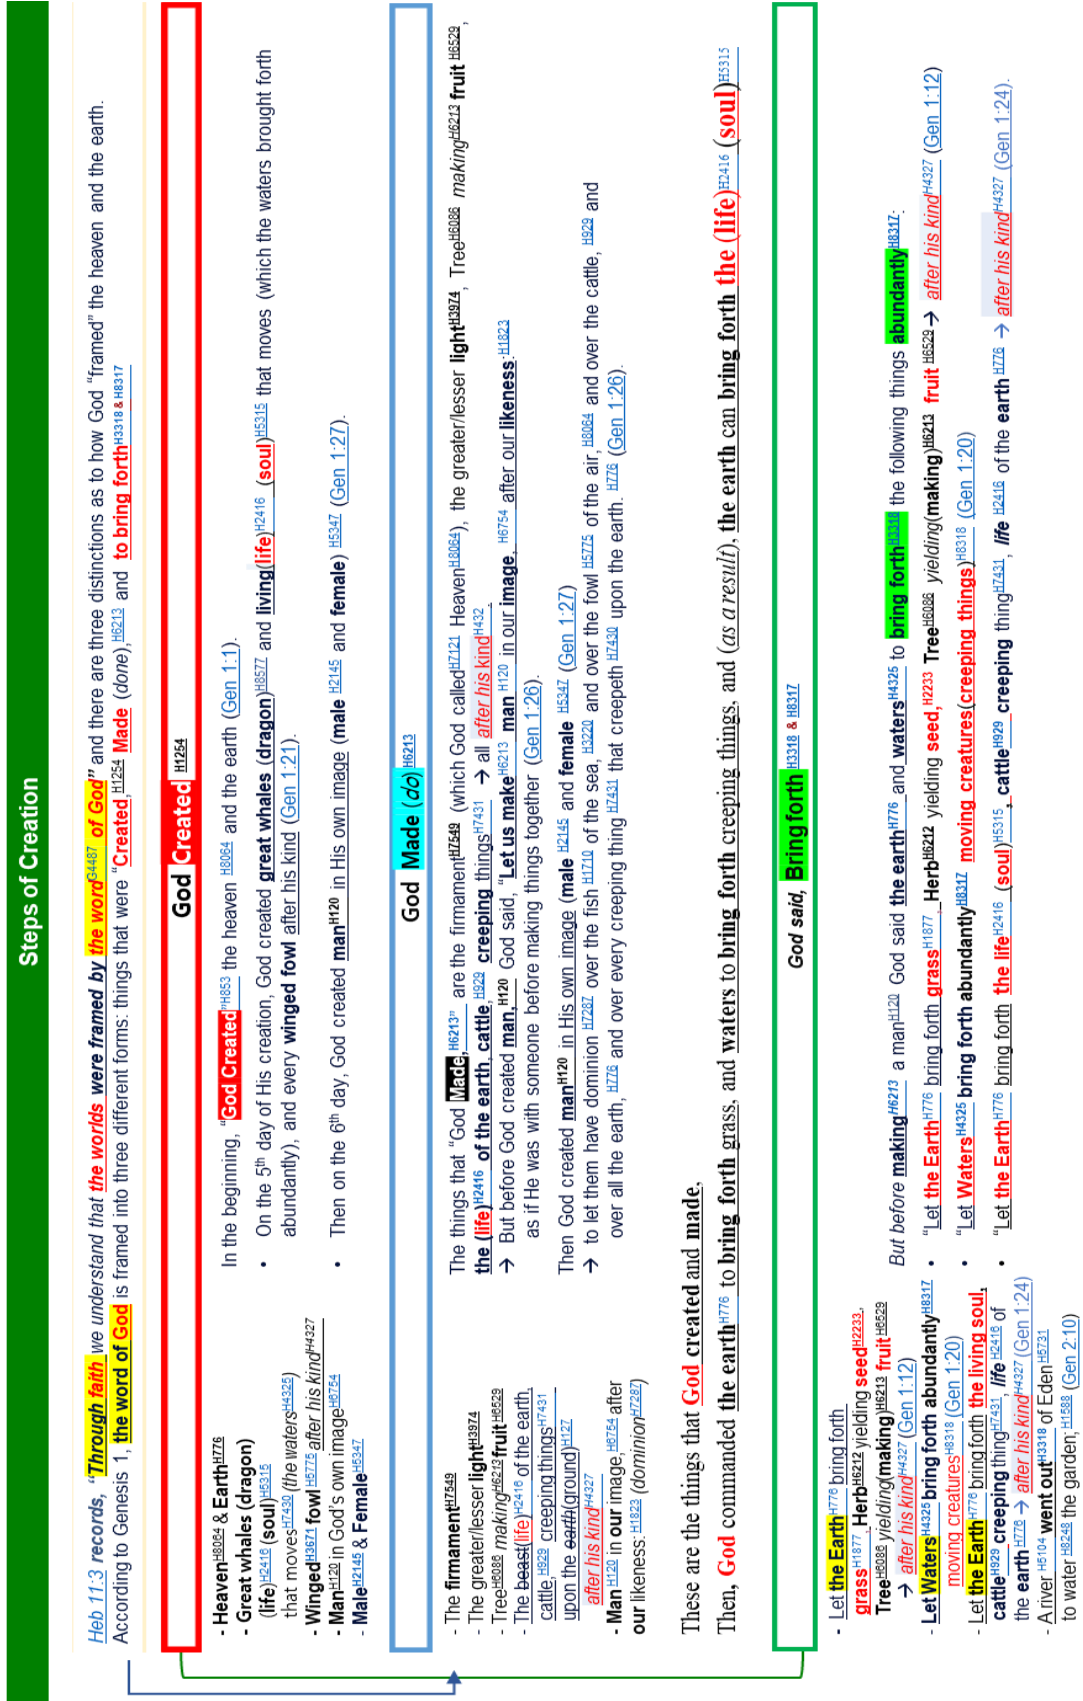 Steps of Creation
Heb 11:3 records, "Through faith we understand that the worlds were framed by the word G4487 of God" and there are three distinctions as to how God "framed" the heaven and the earth.
According to Genesis 1, the word of God is framed into three different forms: things that were "Created, H1254 Made (done), H6213 and to bring forth H3318 & H8317
God Created H1254
- Heaven H8064 & Earth H776
- Great whales (dragon)
(life) H2416 (soul) H5315
that moves H7430 (the waters H4325)
- Winged H3671 fowl H5775 after his kind H4327
- Man H120 in God's own image H6754
- Male H2145 & Female H5347
In the beginning, "God Created" H853 the heaven H8064 and the earth (Gen 1:1).
• On the 5th day of His creation, God created great whales (dragon) H8577 and living(life) H2416 (soul) H5315 that moves (which the waters brought forth
abundantly), and every winged fowl after his kind (Gen 1:21).
• Then on the 6th day, God created man H120 in His own image (male H2145 and female) H5347 (Gen 1:27).
God Made (do) H6213
- The firmament H7549
- The greater/lesser light H3974
- Tree H6086 making H6213 fruit H6529
- The beast(life) H2416 of the earth,
cattle, H929 creeping things H7431
upon the earth(ground) H127
after his kind H4327
- Man H120 in our image, H6754 after
our likeness: H1823 (dominion H7287)
The things that "God Made, H6213" are the firmament H7549 (which God called H7121 Heaven H8064), the greater/lesser light H3974, Tree H6086 making H6213 fruit H6529,
the (life) H2416 of the earth, cattle, H929 creeping things H7431 → all after his kind H432.
→ But before God created man, H120 God said, "Let us make H6213 man H120 in our image, H6754 after our likeness: H1823
as if He was with someone before making things together (Gen 1:26).
Then God created man H120 in His own image (male H2145 and female H5347 (Gen 1:27)
→ to let them have dominion H7287 over the fish H1710 of the sea, H3220 and over the fowl H5775 of the air, H8064 and over the cattle, H929 and
over all the earth, H776 and over every creeping thing H7431 that creepeth H7430 upon the earth. H776 (Gen 1:26).
These are the things that God created and made,
Then, God commanded the earth H776 to bring forth grass, and waters to bring forth creeping things, and (as a result), the earth can bring forth the (life) H2416 (soul) H5315
God said, Bring forth H3318 & H8317
- Let the Earth H776 bring forth
grass H1877, Herb H6212 yielding seed H2233,
Tree H6086 yielding(making) H6213 fruit H6529
→ after his kind H4327 (Gen 1:12)
- Let Waters H4325 bring forth abundantly H8317
moving creatures H8318 (Gen 1:20)
- Let the Earth H776 bring forth the living soul,
cattle H929 creeping thing H7431, life H2416 of
the earth H776 → after his kind H4327 (Gen 1:24)
- A river H5104 went out H3318 of Eden H5731
to water H8248 the garden; H1588 (Gen 2:10)
But before making H6213 a man H120 God said the earth H776 and waters H4325 to bring forth H3318 the following things abundantly H8317:
• "Let the Earth H776 bring forth grass H1877, Herb H6212 yielding seed, H2233 Tree H6086 yielding(making) H6213 fruit H6529 → after his kind H4327 (Gen 1:12)
• "Let Waters H4325 bring forth abundantly H8317 moving creatures(creeping things) H8318 (Gen 1:20)
• "Let the Earth H776 bring forth the life H2416 (soul) H5315, cattle H929 creeping thing H7431, life H2416 of the earth H776 → after his kind H4327 (Gen 1:24).